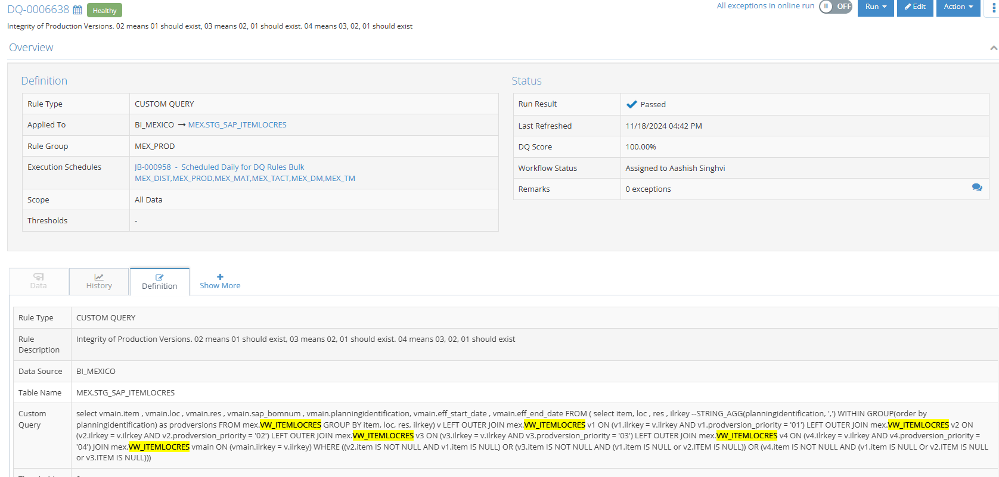 DQ-0006638 Healthy
All exceptions in online run OFF Run Edit Action
Integrity of Production Versions. 02 means 01 should exist, 03 means 02, 01 should exist. 04 means 03, 02, 01 should exist
Overview
Definition
Rule Type CUSTOM QUERY
Applied To BI_MEXICO → MEX.STG_SAP_ITEMLOCRES
Rule Group MEX_PROD
Execution Schedules JB-000958 - Scheduled Daily for DQ Rules Bulk
MEX_DIST,MEX_PROD,MEX_MAT,MEX_TACT,MEX_DM,MEX_TM
Scope All Data
Thresholds -
Status
Run Result Passed
Last Refreshed 11/18/2024 04:42 PM
DQ Score 100.00%
Workflow Status Assigned to Aashish Singhvi
Remarks 0 exceptions
Data History Definition Show More
Rule Type CUSTOM QUERY
Rule
Description Integrity of Production Versions. 02 means 01 should exist, 03 means 02, 01 should exist. 04 means 03, 02, 01 should exist
Data Source BI_MEXICO
Table Name MEX.STG_SAP_ITEMLOCRES
Custom
Query
select vmain.item , vmain.loc , vmain.res , vmain.sap_bomnum , vmain.planningidentification, vmain.eff_start_date , vmain.eff_end_date FROM ( select item, loc , res , ilrkey --STRING_AGG(planningidentification, ',') WITHIN GROUP(order by
planningidentification) as prodversions FROM mex.VW_ITEMLOCRES GROUP BY item, loc, res, ilrkey) v LEFT OUTER JOIN mex.VW_ITEMLOCRES v1 ON (v1.ilrkey = v.ilrkey AND v1.prodversion_priority = '01') LEFT OUTER JOIN mex.VW_ITEMLOCRES v2 ON
(v2.ilrkey = v.ilrkey AND v2.prodversion_priority = '02') LEFT OUTER JOIN mex.VW_ITEMLOCRES v3 ON (v3.ilrkey = v.ilrkey AND v3.prodversion_priority = '03') LEFT OUTER JOIN mex.VW_ITEMLOCRES v4 ON (v4.ilrkey = v.ilrkey AND v4.prodversion_priority =
'04') JOIN mex.VW_ITEMLOCRES vmain ON (vmain.ilrkey = v.ilrkey) WHERE ((v2.item IS NOT NULL AND v1.item IS NULL) OR (v3.item IS NOT NULL AND (v1.item IS NULL or v2.ITEM IS NULL)) OR (v4.item IS NOT NULL AND (v1.item IS NULL Or v2.ITEM IS NULL
or v3.ITEM IS NULL)))